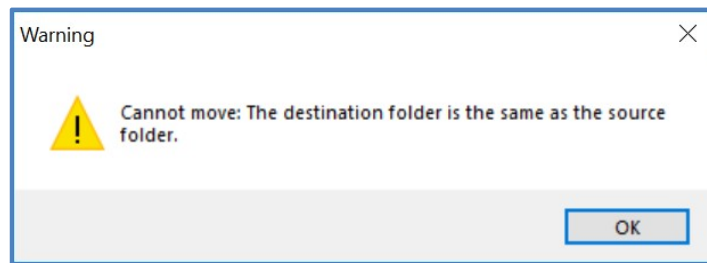 Warning
Cannot move: The destination folder is the same as the source
folder.
OK